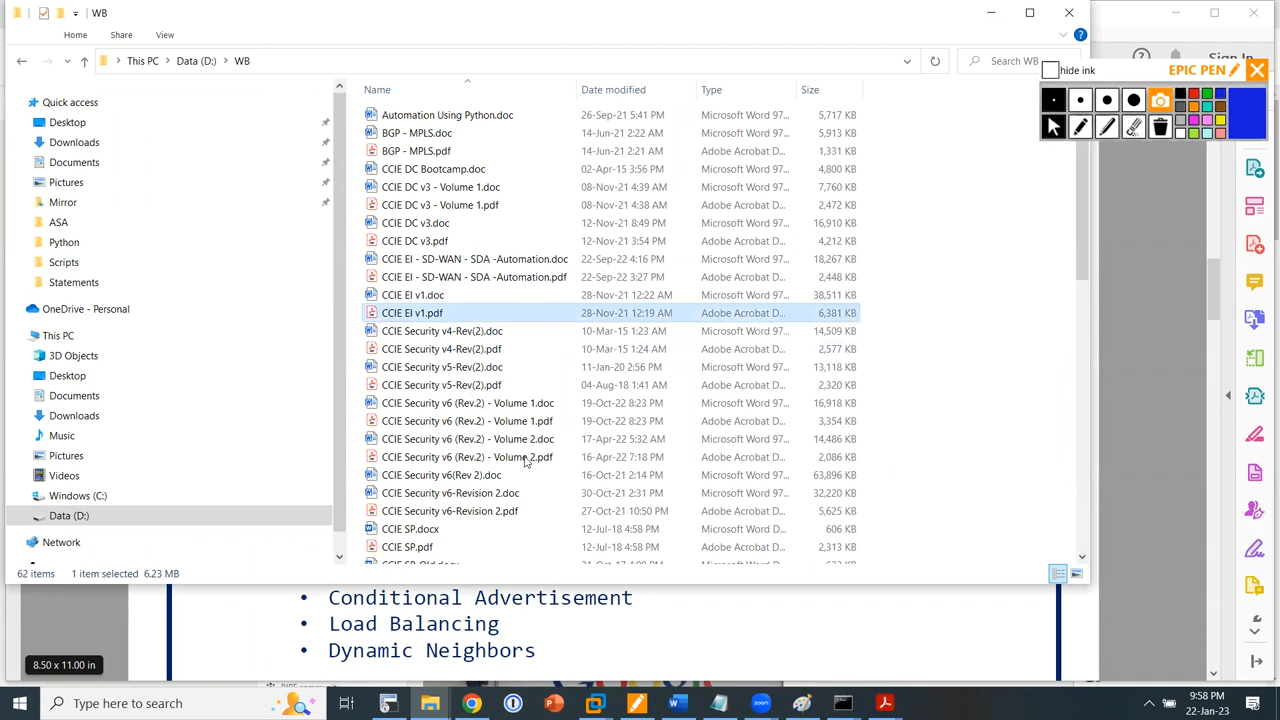 WB
Home Share View
This PC Data (D:) WB
Search WB
Sign In
hide ink
EPIC PEN
Name Date modified Type Size
Quick access
Desktop
Downloads
Documents
Pictures
Mirror
ASA
Python
Scripts
Statements
OneDrive - Personal
This PC
3D Objects
Desktop
Documents
Downloads
Music
Pictures
Videos
Windows (C:)
Data (D:)
Network
Automation Using Python.doc 26-Sep-21 5:41 PM Microsoft Word 97... 5,717 KB
BGP - MPLS.doc 14-Jun-21 2:22 AM Microsoft Word 97... 5,913 KB
BGP - MPLS.pdf 14-Jun-21 2:21 AM Adobe Acrobat D... 1,331 KB
CCIE DC Bootcamp.doc 02-Apr-15 3:56 PM Microsoft Word 97... 4,800 KB
CCIE DC v3 - Volume 1.doc 08-Nov-21 4:39 AM Microsoft Word 97... 7,760 KB
CCIE DC v3 - Volume 1.pdf 08-Nov-21 4:38 AM Adobe Acrobat D... 2,472 KB
CCIE DC v3.doc 12-Nov-21 8:49 PM Microsoft Word 97... 16,910 KB
CCIE DC v3.pdf 12-Nov-21 3:54 PM Adobe Acrobat D... 4,212 KB
CCIE EI - SD-WAN - SDA -Automation.doc 22-Sep-22 4:16 PM Microsoft Word 97... 18,267 KB
CCIE EI - SD-WAN - SDA -Automation.pdf 22-Sep-22 3:27 PM Adobe Acrobat D... 2,448 KB
CCIE EI v1.doc 28-Nov-21 12:22 AM Microsoft Word 97... 38,511 KB
CCIE EI v1.pdf 28-Nov-21 12:19 AM Adobe Acrobat D... 6,381 KB
CCIE Security v4-Rev(2).doc 10-Mar-15 1:23 AM Microsoft Word 97... 14,509 KB
CCIE Security v4-Rev(2).pdf 10-Mar-15 1:24 AM Adobe Acrobat D... 2,577 KB
CCIE Security v5-Rev(2).doc 11-Jan-20 2:56 PM Microsoft Word 97... 13,118 KB
CCIE Security v5-Rev(2).pdf 04-Aug-18 1:41 AM Adobe Acrobat D... 2,320 KB
CCIE Security v6 (Rev.2) - Volume 1.doc 19-Oct-22 8:23 PM Microsoft Word 97... 16,918 KB
CCIE Security v6 (Rev.2) - Volume 1.pdf 19-Oct-22 8:23 PM Adobe Acrobat D... 3,354 KB
CCIE Security v6 (Rev.2) - Volume 2.doc 17-Apr-22 5:32 AM Microsoft Word 97... 14,486 KB
CCIE Security v6 (Rev.2) - Volume 2.pdf 16-Apr-22 7:18 PM Adobe Acrobat D... 2,086 KB
CCIE Security v6(Rev 2).doc 16-Oct-21 2:14 PM Microsoft Word 97... 63,896 KB
CCIE Security v6-Revision 2.doc 30-Oct-21 2:31 PM Microsoft Word 97... 32,220 KB
CCIE Security v6-Revision 2.pdf 27-Oct-21 10:50 PM Adobe Acrobat D... 5,625 KB
CCIE SP.docx 12-Jul-18 4:58 PM Microsoft Word D... 606 KB
CCIE SP.pdf 12-Jul-18 4:58 PM Adobe Acrobat D... 2,313 KB
62 items 1 item selected 6.23 MB
• Conditional Advertisement
• Load Balancing
• Dynamic Neighbors
8.50 x 11.00 in
Type here to search
9:58 PM
22-Jan-23